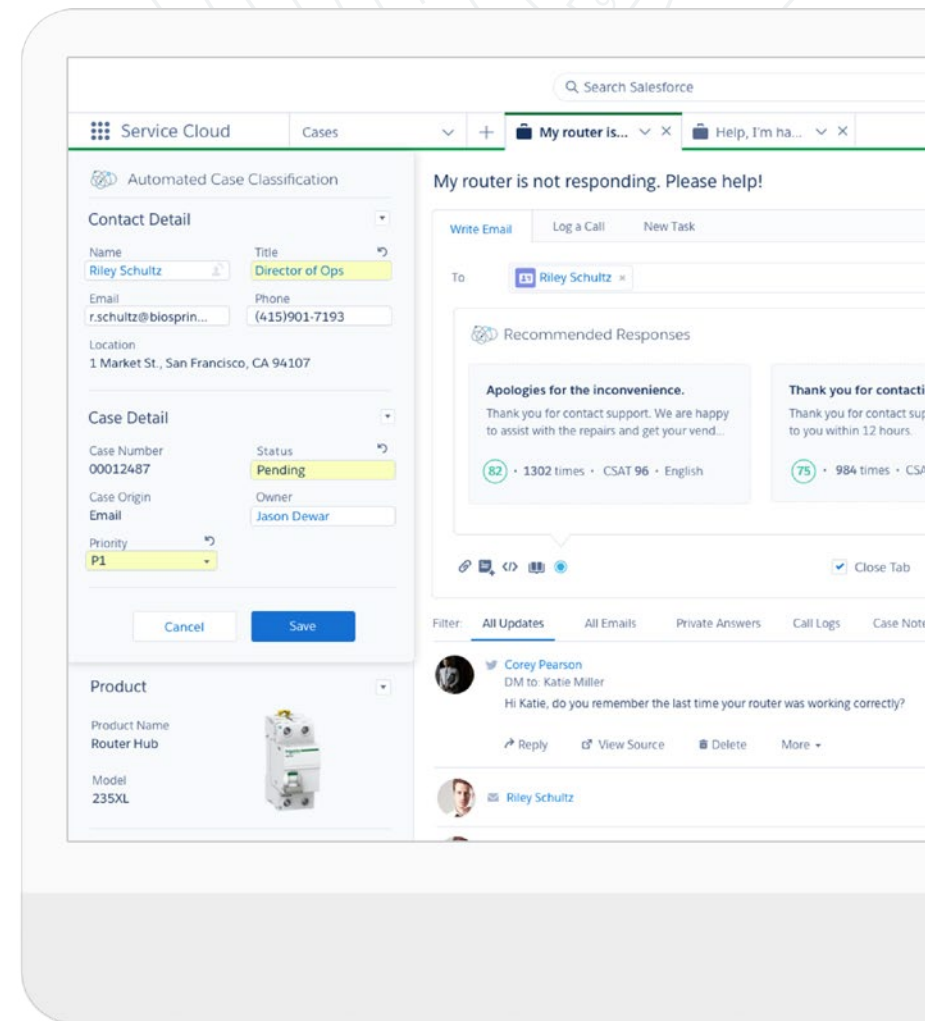 Search Salesforce
Service Cloud
Cases
My router is...
Help, I'm ha...
Automated Case Classification
Contact Detail
Name
Title
Riley Schultz
Director of Ops
Email
Phone
r.schultz@biosprin...
(415)901-7193
Location
1 Market St., San Francisco, CA 94107
Case Detail
Case Number
Status
00012487
Pending
Case Origin
Owner
Email
Jason Dewar
Priority
P1
Cancel
Save
Product
Product Name
Router Hub
Model
235XL
My router is not responding. Please help!
Write Email
Log a Call
New Task
To
Riley Schultz
Recommended Responses
Apologies for the inconvenience.
Thank you for contact support. We are happy
to assist with the repairs and get your vend...
82 • 1302 times • CSAT 96 • English
Thank you for contacti
Thank you for contact sup
to you within 12 hours.
75 • 984 times • CSA
Close Tab
Filter:
All Updates
All Emails
Private Answers
Call Logs
Case Note
Corey Pearson
DM to: Katie Miller
Hi Katie, do you remember the last time your router was working correctly?
Reply
View Source
Delete
More
Riley Schultz